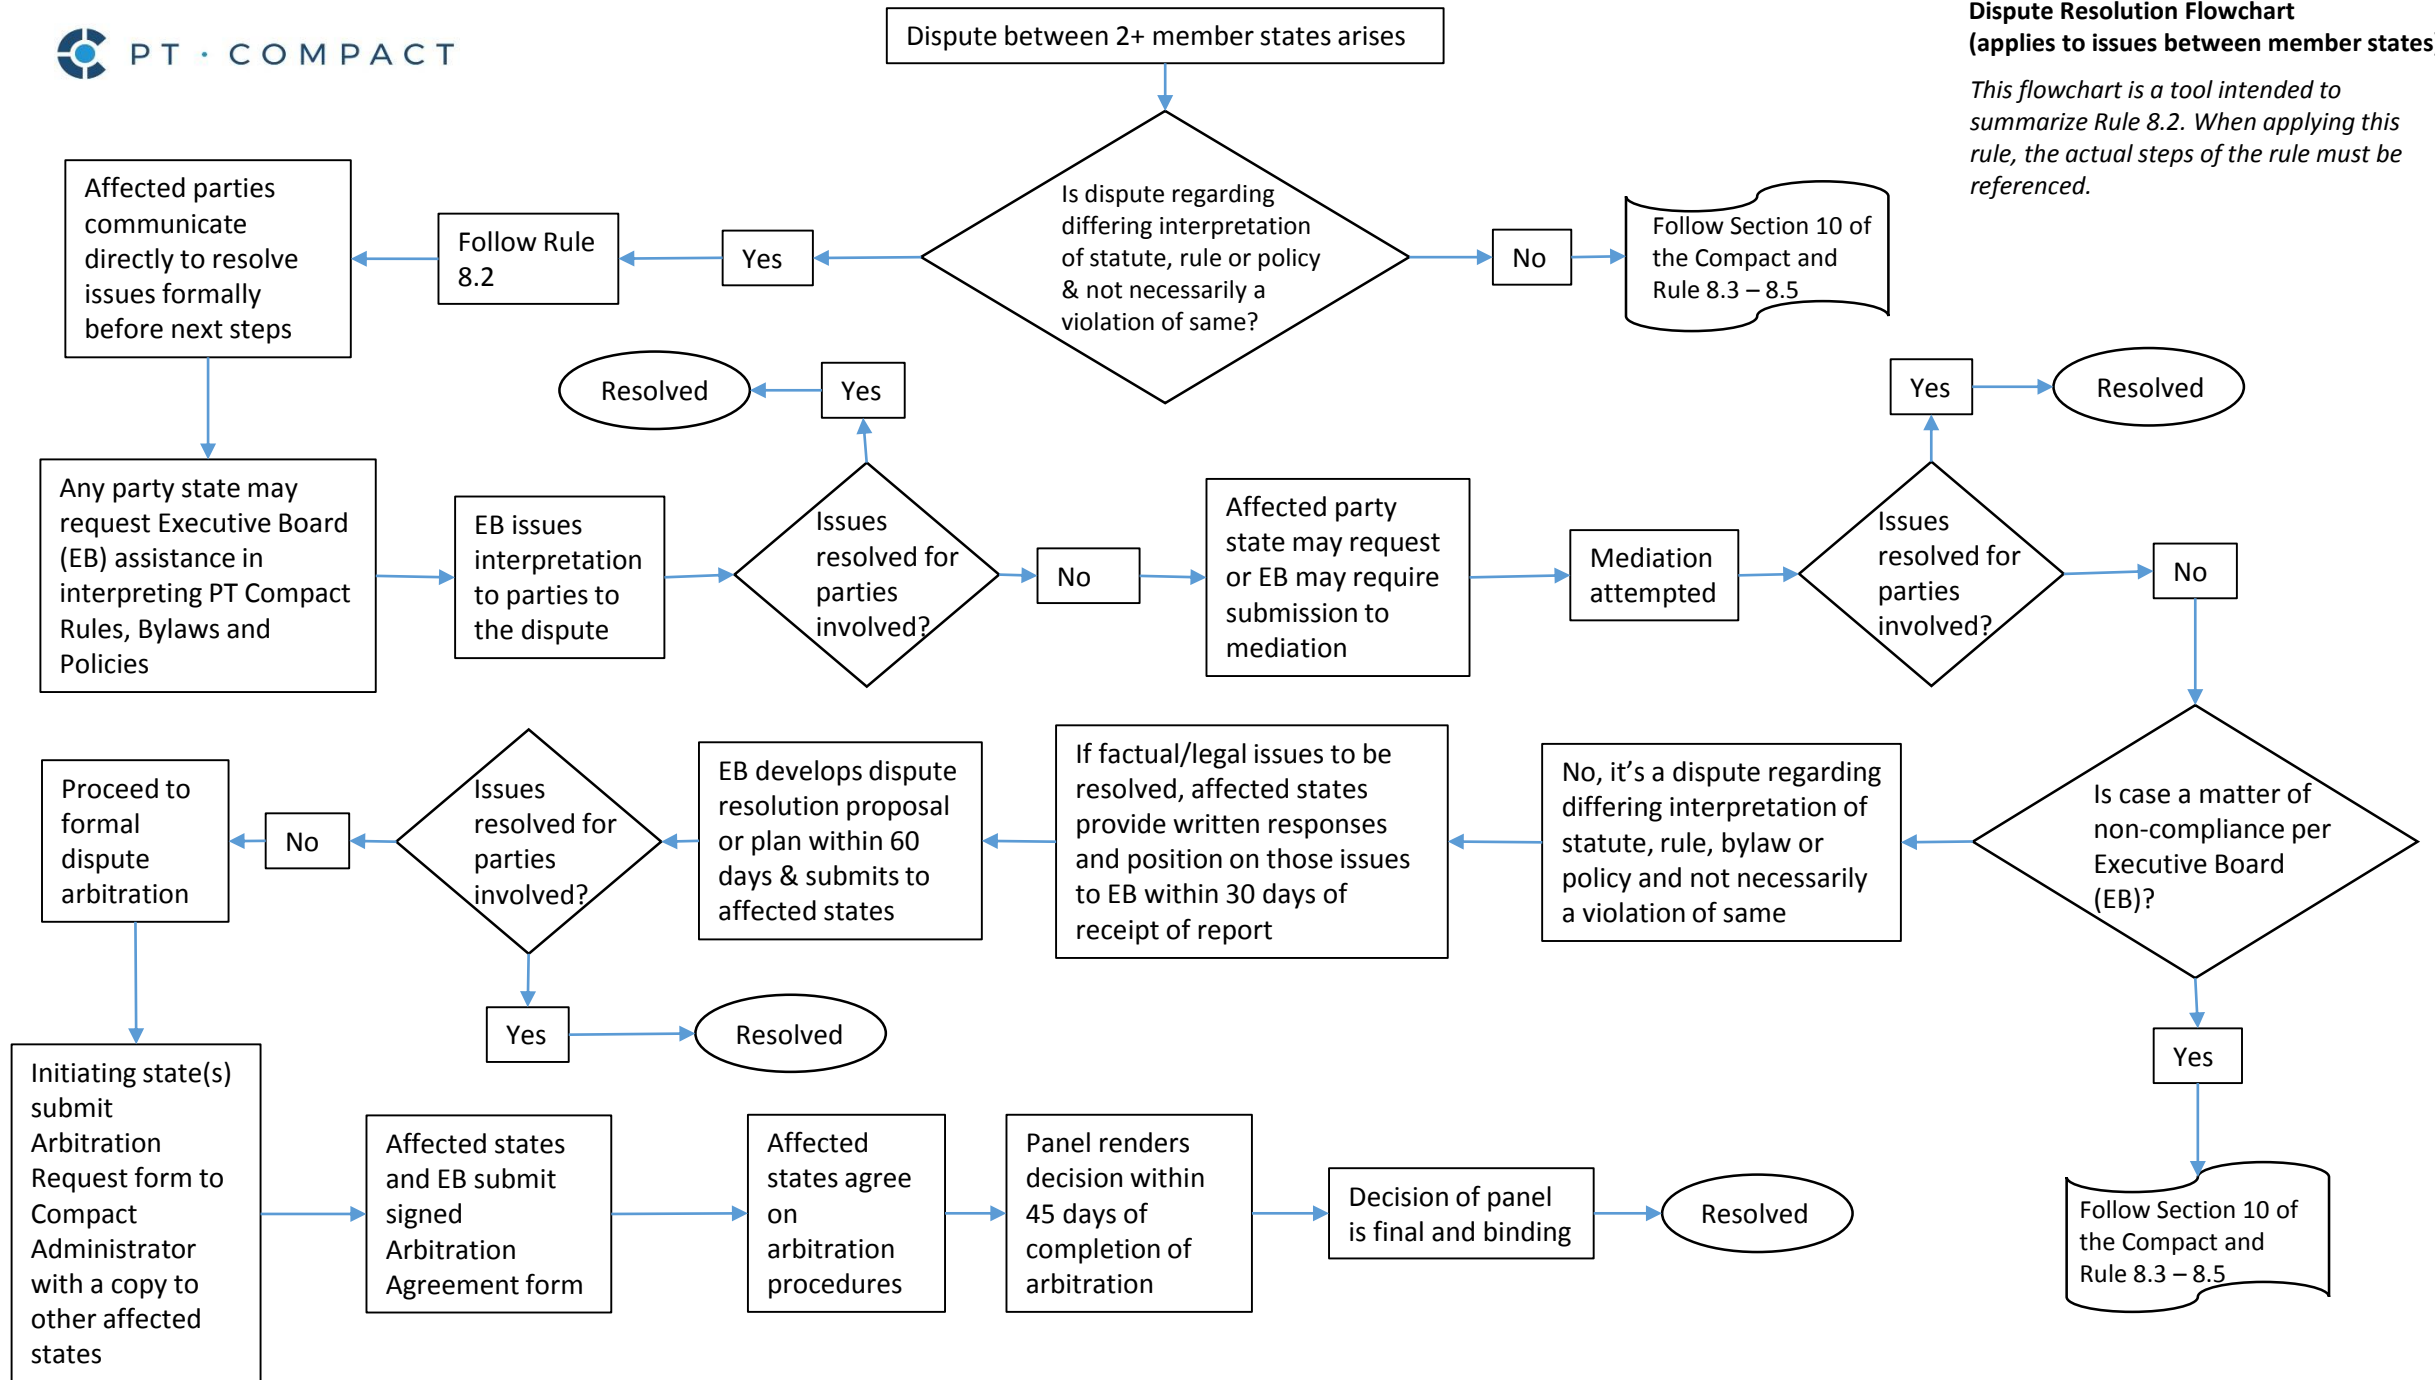 PT · COMPACT
Dispute between 2+ member states arises
Dispute Resolution Flowchart
(applies to issues between member states)
This flowchart is a tool intended to
summarize Rule 8.2. When applying this
rule, the actual steps of the rule must be
referenced.
Is dispute regarding
differing interpretation
of statute, rule or policy
& not necessarily a
violation of same?
No
Follow Section 10 of
the Compact and
Rule 8.3 – 8.5
Yes
Follow Rule
8.2
Affected parties
communicate
directly to resolve
issues formally
before next steps
Any party state may
request Executive Board
(EB) assistance in
interpreting PT Compact
Rules, Bylaws and
Policies
EB issues
interpretation
to parties to
the dispute
Issues
resolved for
parties
involved?
Yes
Resolved
No
Affected party
state may request
or EB may require
submission to
mediation
Mediation
attempted
Issues
resolved for
parties
involved?
Yes
Resolved
No
Is case a matter of
non-compliance per
Executive Board
(EB)?
Yes
Follow Section 10 of
the Compact and
Rule 8.3 – 8.5
No, it’s a dispute regarding
differing interpretation of
statute, rule, bylaw or
policy and not necessarily
a violation of same
If factual/legal issues to be
resolved, affected states
provide written responses
and position on those issues
to EB within 30 days of
receipt of report
EB develops dispute
resolution proposal
or plan within 60
days & submits to
affected states
Issues
resolved for
parties
involved?
Yes
Resolved
No
Proceed to
formal
dispute
arbitration
Initiating state(s)
submit
Arbitration
Request form to
Compact
Administrator
with a copy to
other affected
states
Affected states
and EB submit
signed
Arbitration
Agreement form
Affected
states agree
on
arbitration
procedures
Panel renders
decision within
45 days of
completion of
arbitration
Decision of panel
is final and binding
Resolved